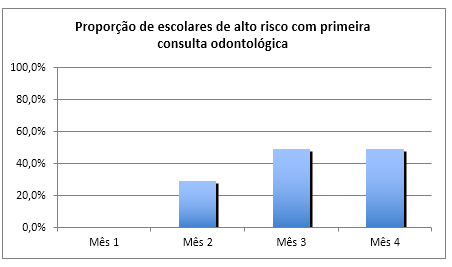 Proporção de escolares de alto risco com primeira
consulta odontológica
100,0%
80,0%
60,0%
40,0%
20,0%
0,0%
Mês 1 Mês 2 Mês 3 Mês 4